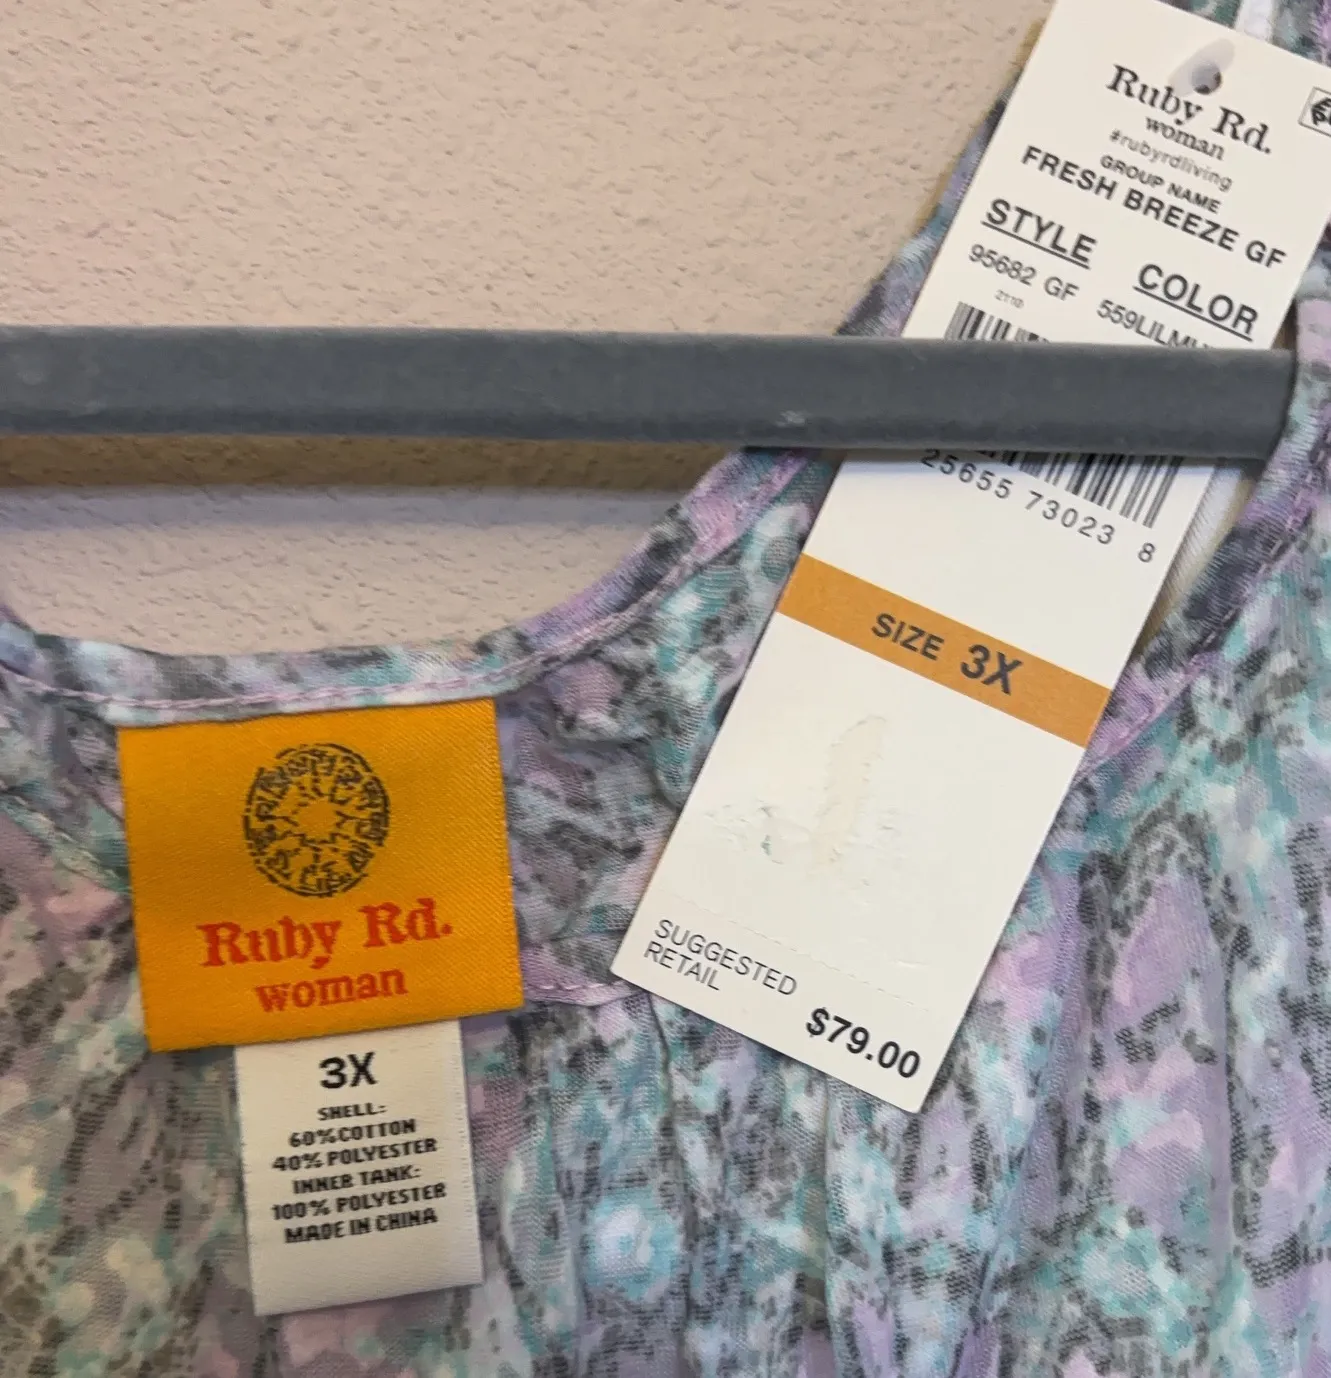 Ruby Rd.
woman
#rubyrdliving
GROUP NAME
FRESH BREEZE GF
STYLE COLOR
95682 GF
2110
25655 73023 8
SIZE 3X
SUGGESTED
RETAIL
$79.00
Ruby Rd.
woman
3X
SHELL:
60%COTTON
40% POLYESTER
INNER TANK:
100% POLYESTER
MADE IN CHINA